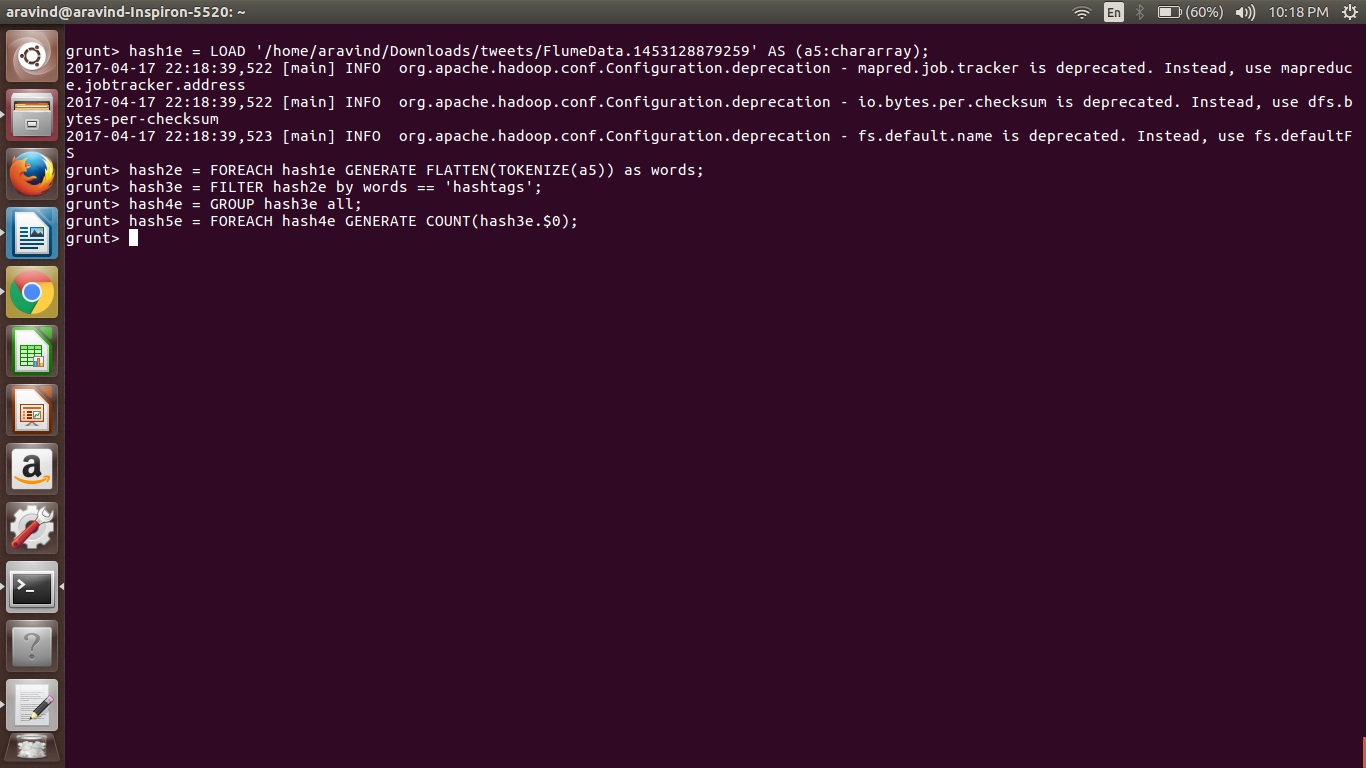 aravind@aravind-Inspiron-5520: ~
En
(60%)
10:18 PM
grunt> hash1e = LOAD '/home/aravind/Downloads/tweets/FlumeData.1453128879259' AS (a5:chararray);
2017-04-17 22:18:39,522 [main] INFO  org.apache.hadoop.conf.Configuration.deprecation - mapred.job.tracker is deprecated. Instead, use mapreduc
e.jobtracker.address
2017-04-17 22:18:39,522 [main] INFO  org.apache.hadoop.conf.Configuration.deprecation - io.bytes.per.checksum is deprecated. Instead, use dfs.b
ytes-per-checksum
2017-04-17 22:18:39,523 [main] INFO  org.apache.hadoop.conf.Configuration.deprecation - fs.default.name is deprecated. Instead, use fs.defaultF
S
grunt> hash2e = FOREACH hash1e GENERATE FLATTEN(TOKENIZE(a5)) as words;
grunt> hash3e = FILTER hash2e by words == 'hashtags';
grunt> hash4e = GROUP hash3e all;
grunt> hash5e = FOREACH hash4e GENERATE COUNT(hash3e.$0);
grunt>
a
>_
?